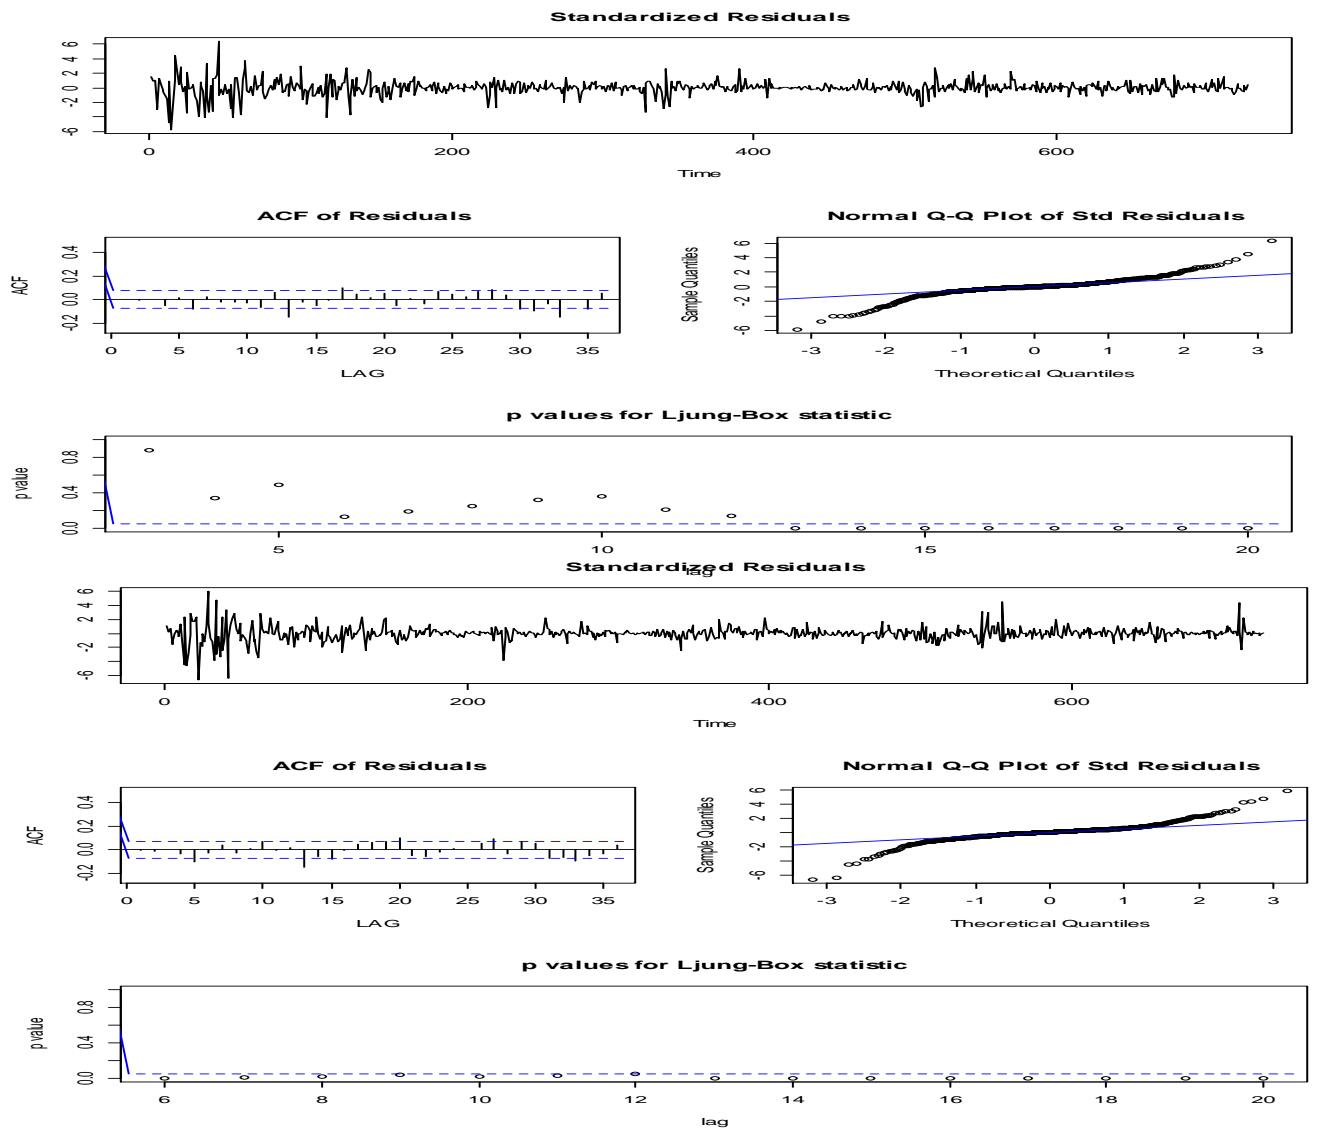 Standardized Residuals
-6 -2 0 2 4 6
0 200 400 600
Time
ACF of Residuals
ACF
-0.2 0.0 0.2 0.4
0 5 10 15 20 25 30 35
LAG
Normal Q-Q Plot of Std Residuals
Sample Quantiles
-6 -2 0 2 4 6
-3 -2 -1 0 1 2 3
Theoretical Quantiles
p values for Ljung-Box statistic
p value
0.0 0.4 0.8
5 10 15 20
lag
Standardized Residuals
-6 -2 2 4 6
0 200 400 600
Time
ACF of Residuals
ACF
-0.2 0.0 0.2 0.4
0 5 10 15 20 25 30 35
LAG
Normal Q-Q Plot of Std Residuals
Sample Quantiles
-6 -2 2 4 6
-3 -2 -1 0 1 2 3
Theoretical Quantiles
p values for Ljung-Box statistic
p value
0.0 0.4 0.8
6 8 10 12 14 16 18 20
lag